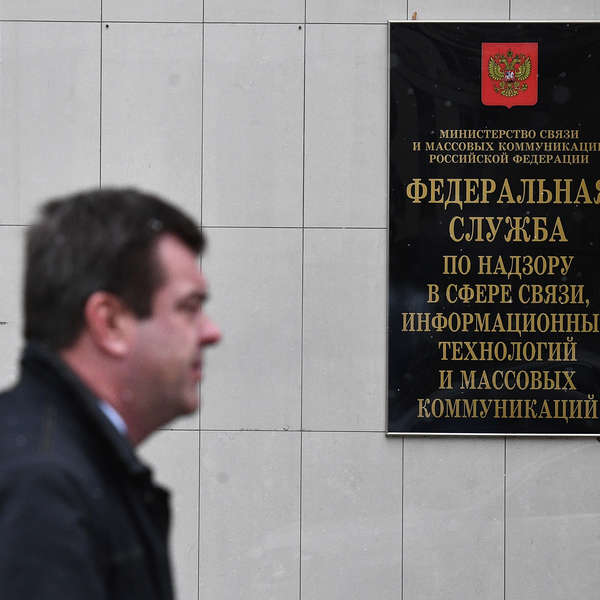 МИНИСТЕРСТВО СВЯЗИ
И МАССОВЫХ КОММУНИКАЦИ
РОССИЙСКОЙ ФЕДЕРАЦИИ
ФЕДЕРАЛЬНАЯ
СЛУЖБА
ПО НАДЗОРУ
В СФЕРЕ СВЯЗИ,
ИНФОРМАЦИОННЫ
ТЕХНОЛОГИЙ
И МАССОВЫХ
КОММУНИКАЦИЙ